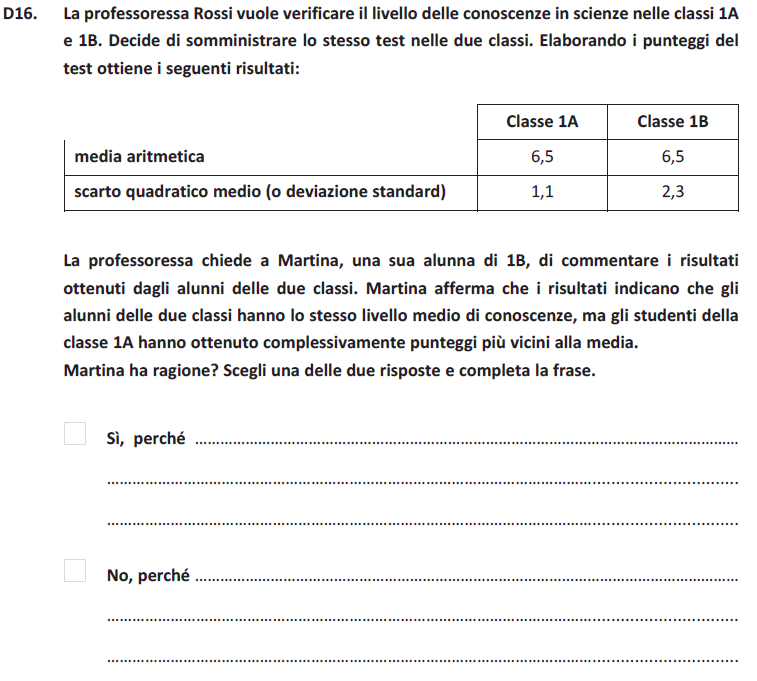 D16. La professoressa Rossi vuole verificare il livello delle conoscenze in scienze nelle classi 1A
e 1B. Decide di somministrare lo stesso test nelle due classi. Elaborando i punteggi del
test ottiene i seguenti risultati:
Classe 1A Classe 1B
media aritmetica 6,5 6,5
scarto quadratico medio (o deviazione standard) 1,1 2,3
La professoressa chiede a Martina, una sua alunna di 1B, di commentare i risultati
ottenuti dagli alunni delle due classi. Martina afferma che i risultati indicano che gli
alunni delle due classi hanno lo stesso livello medio di conoscenze, ma gli studenti della
classe 1A hanno ottenuto complessivamente punteggi più vicini alla media.
Martina ha ragione? Scegli una delle due risposte e completa la frase.
Sì, perché ................................................................................
................................................................................
................................................................................
No, perché ................................................................................
................................................................................
................................................................................